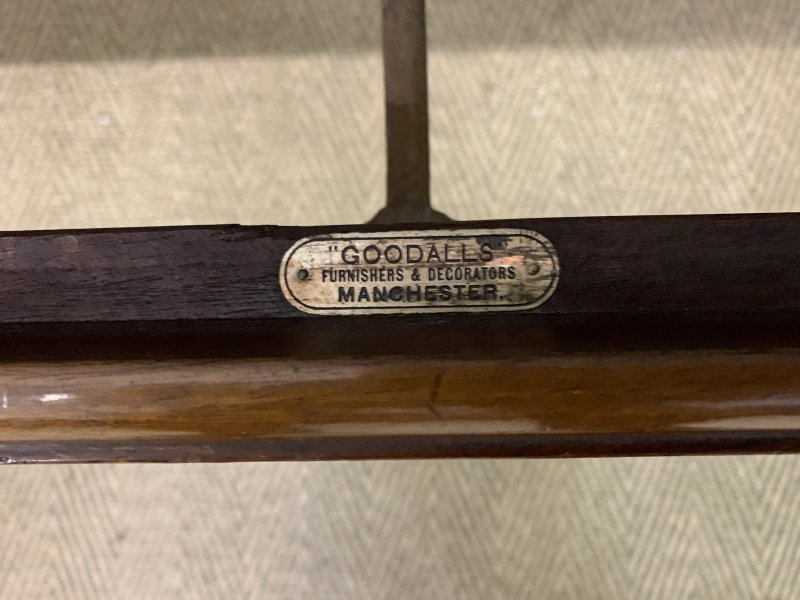 "GOODALLS"
FURNISHERS & DECORATORS
MANCHESTER.